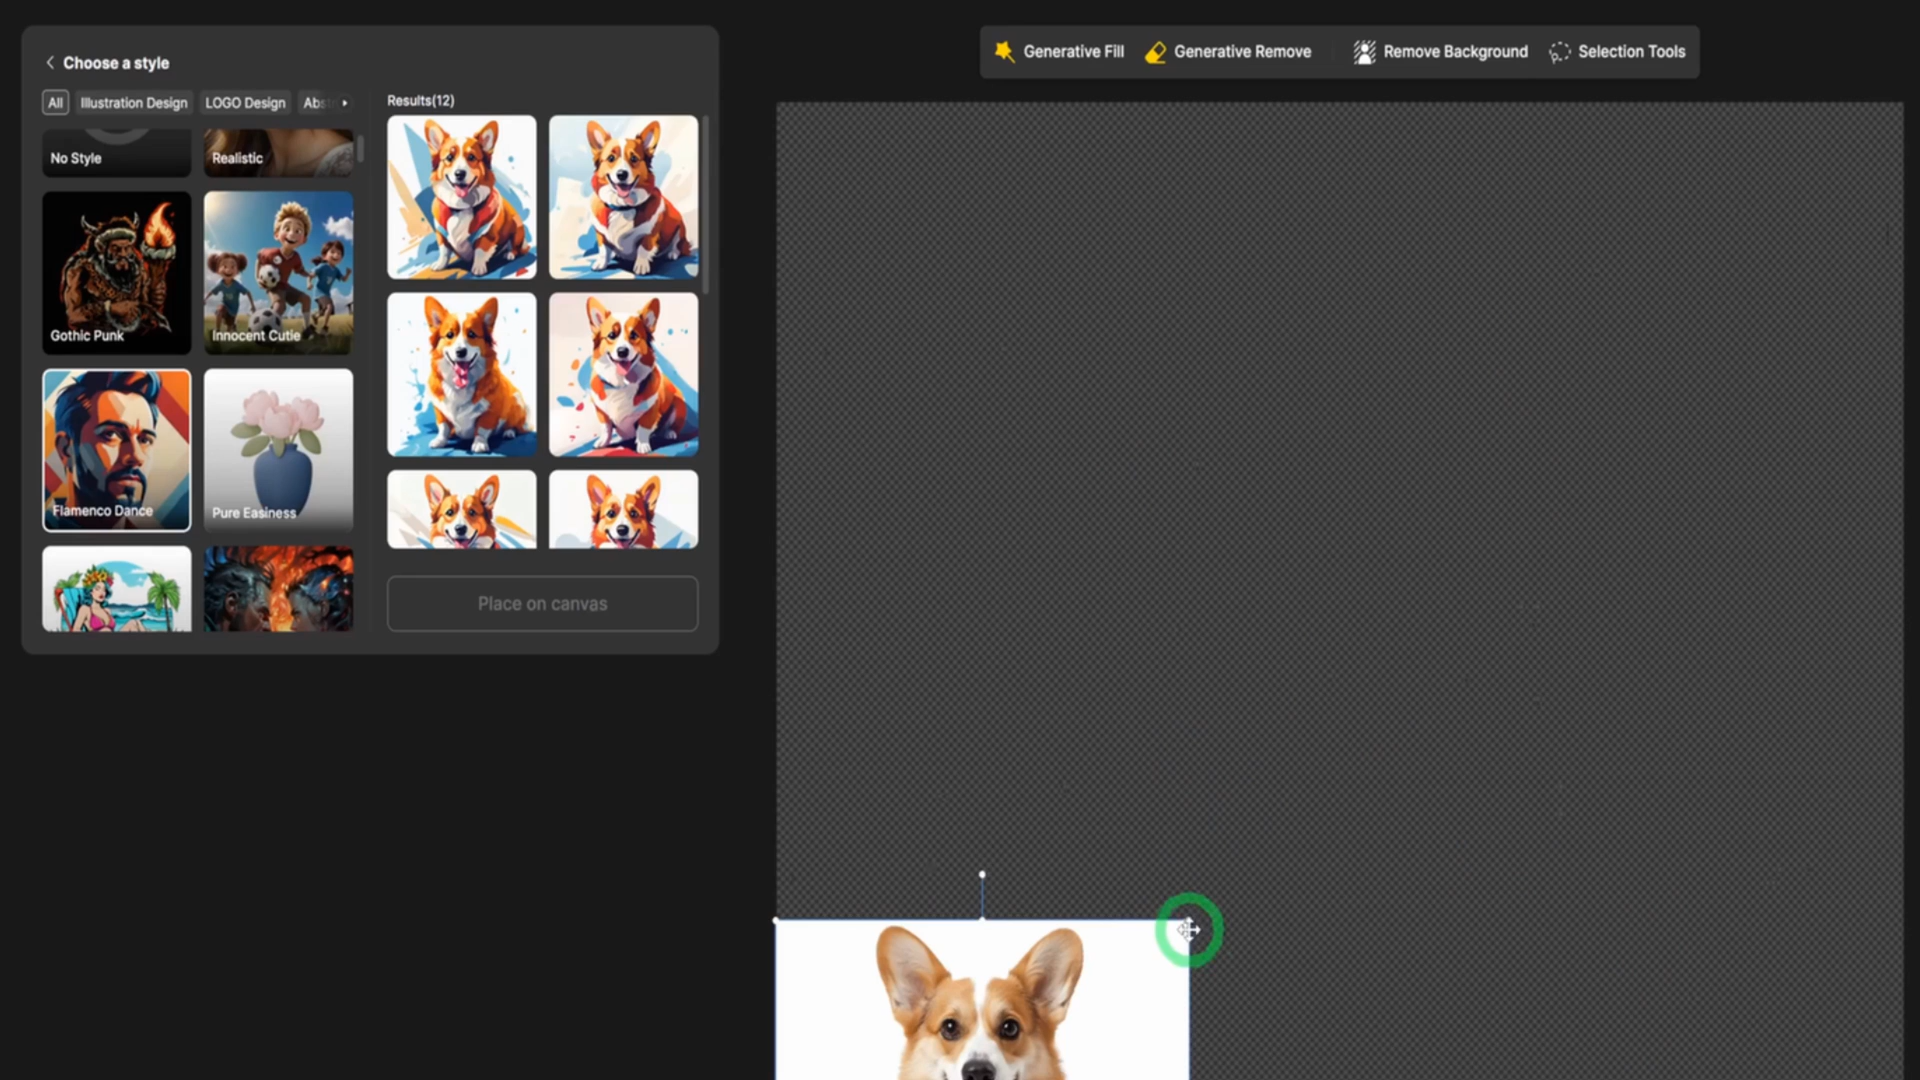 Choose a style
All
Illustration Design
LOGO Design
Results(12)
No Style
Realistic
Gothic Punk
Innocent Cutie
Flamenco Dance
Pure Easiness
Place on canvas
Generative Fill
Generative Remove
Remove Background
Selection Tools